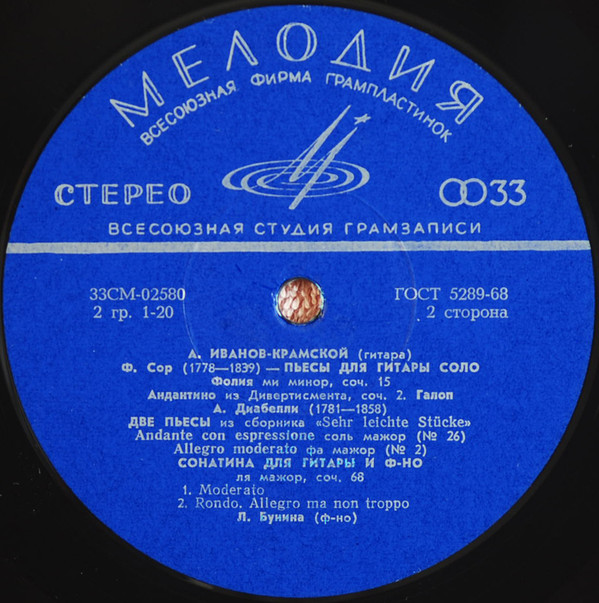 МЕЛОДИЯ
ВСЕСОЮЗНАЯ ФИРМА ГРАМПЛАСТИНОК
СТЕРЕО
33
ВСЕСОЮЗНАЯ СТУДИЯ ГРАМЗАПИСИ
33СМ-02580
ГОСТ 5289-68
2 гр. 1-20
2 сторона
А. ИВАНОВ-КРАМСКОЙ (гитара)
Ф. Сор (1778—1839) — ПЬЕСЫ ДЛЯ ГИТАРЫ СОЛО
Фолия ми минор, соч. 15
Андантино из Дивертисмента, соч. 2. Галоп
А. Диабелли (1781—1858)
ДВЕ ПЬЕСЫ из сборника «Sehr leichte Stücke»
Andante con espressione соль мажор (№ 26)
Allegro moderato фа мажор (№ 2)
СОНАТИНА ДЛЯ ГИТАРЫ И Ф-НО
ля мажор, соч. 68
1. Moderato
2. Rondo. Allegro ma non troppo
Л. Бунина (ф-но)